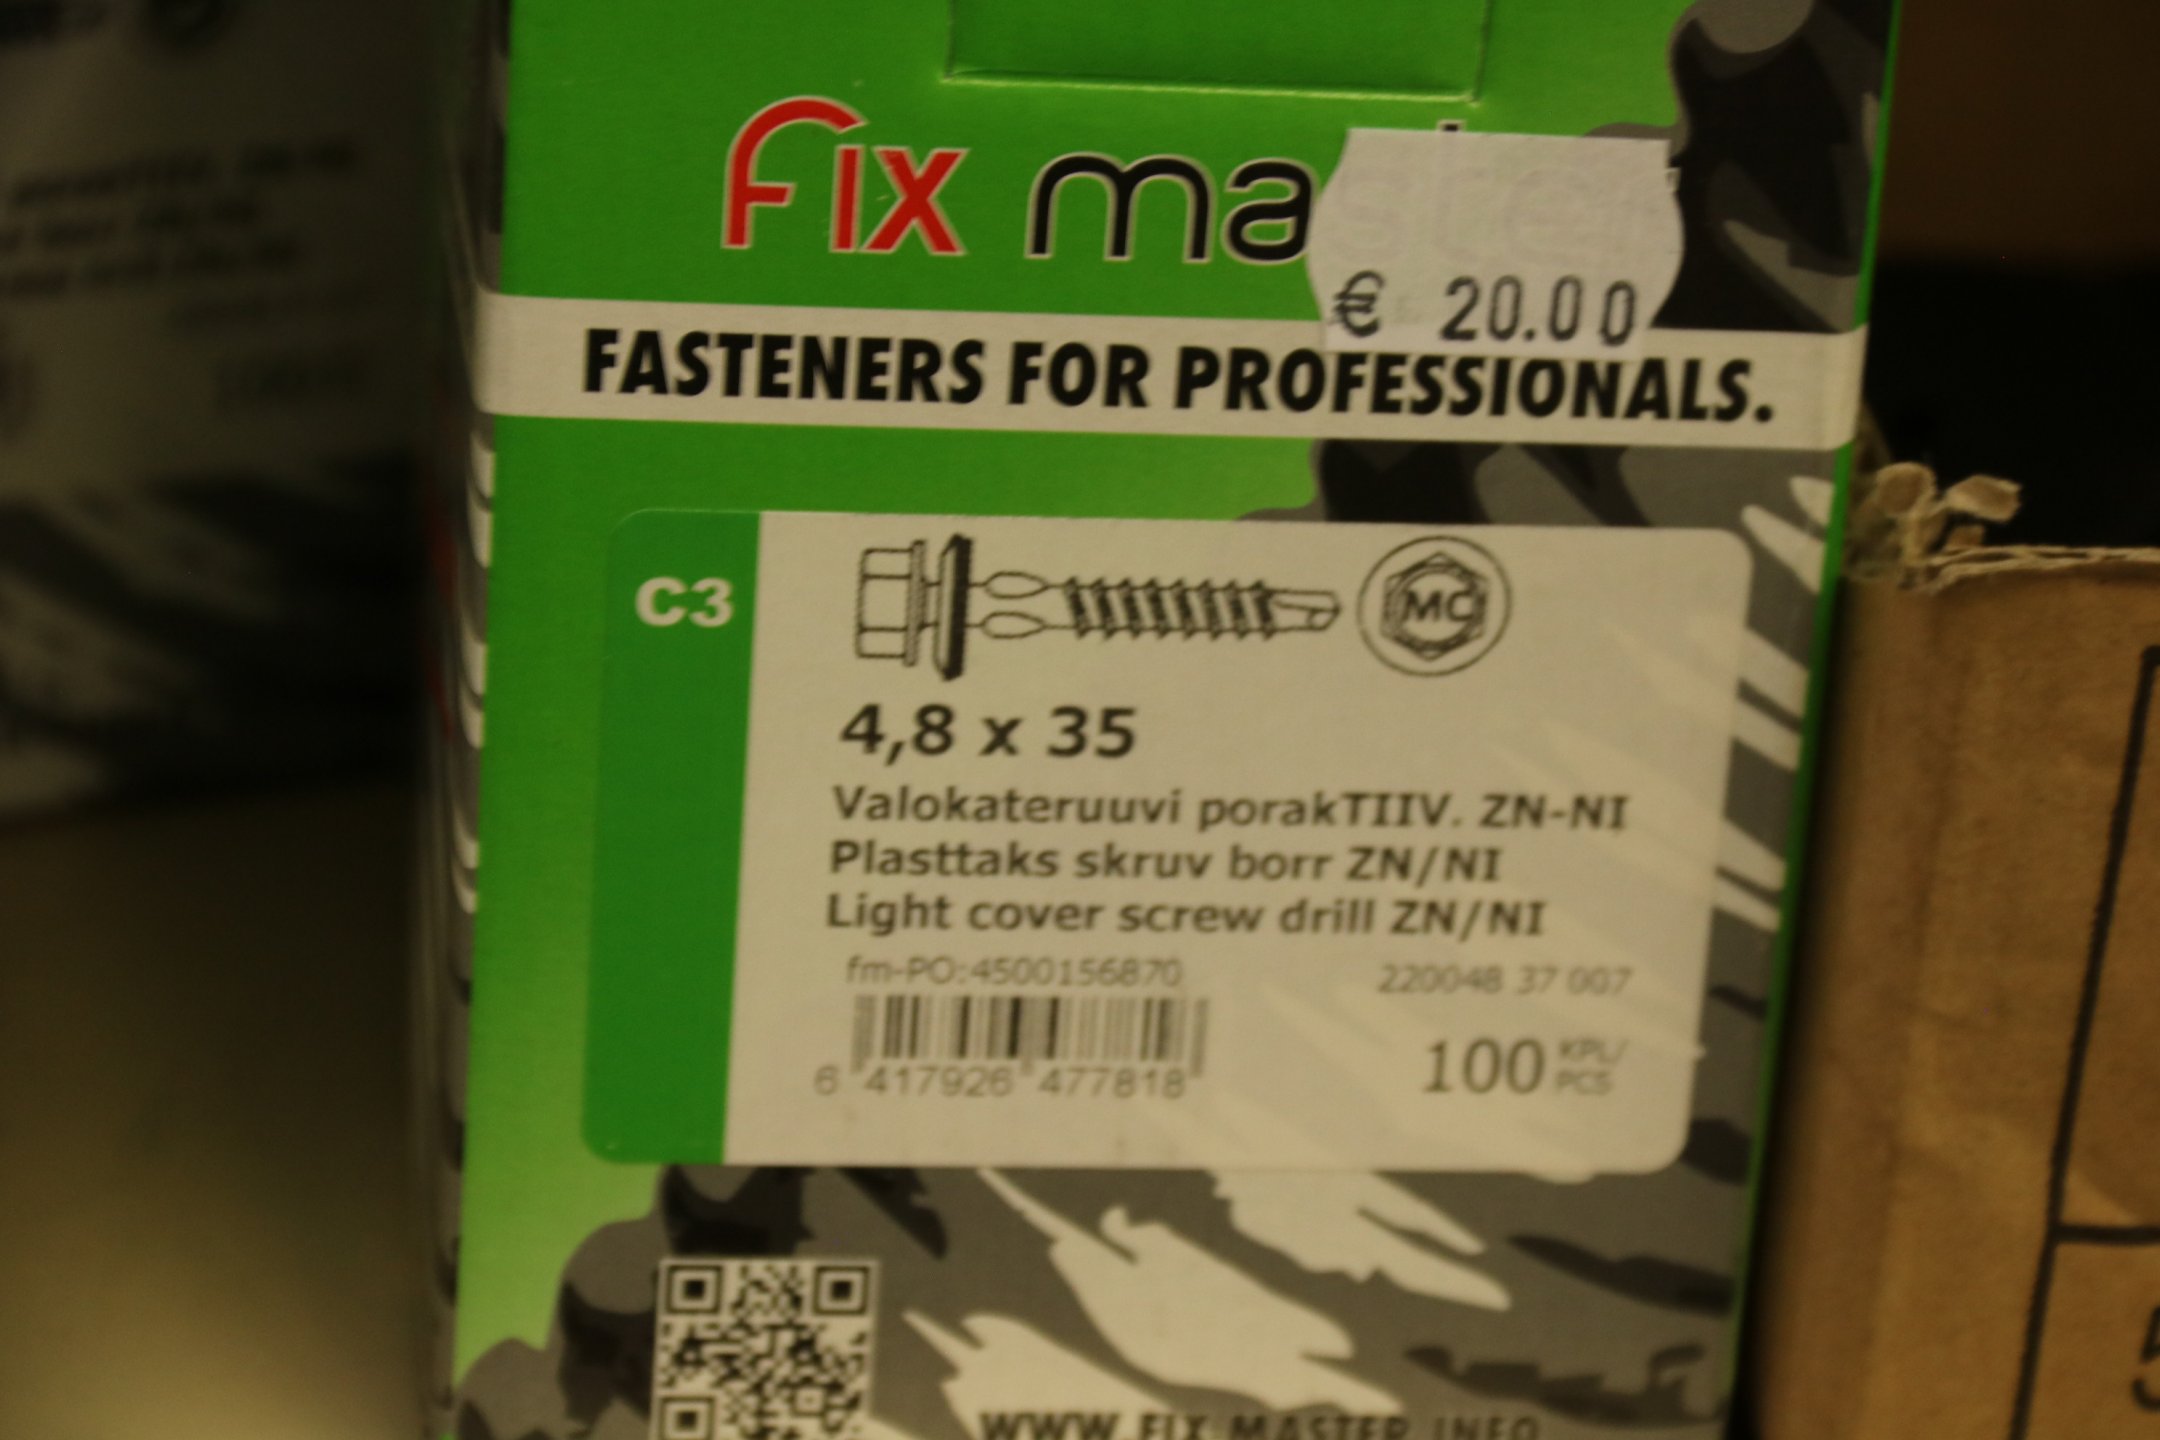 Fix master
€ 20.00
FASTENERS FOR PROFESSIONALS.
C3
MC
4,8 x 35
Valokateruuvi porakTIIV. ZN-NI
Plasttaks skruv borr ZN/NI
Light cover screw drill ZN/NI
fm-PO:4500156870
220048 37 007
6 417926 477818
100 KPL/
PCS
WWW.FIX MASTER.INFO
5